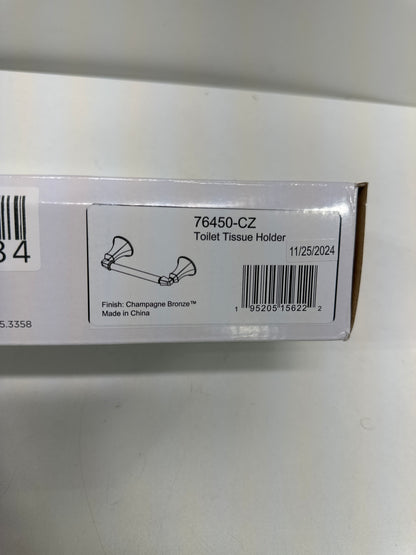 76450-CZ
Toilet Tissue Holder
11/25/2024
Finish: Champagne Bronze™
Made in China
1 95205 15622 2
34
5.3358